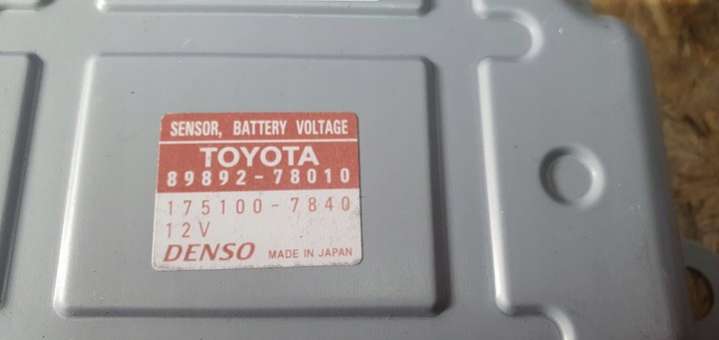 SENSOR, BATTERY VOLTAGE
TOYOTA
89892-78010
175100-7840
12V
DENSO MADE IN JAPAN